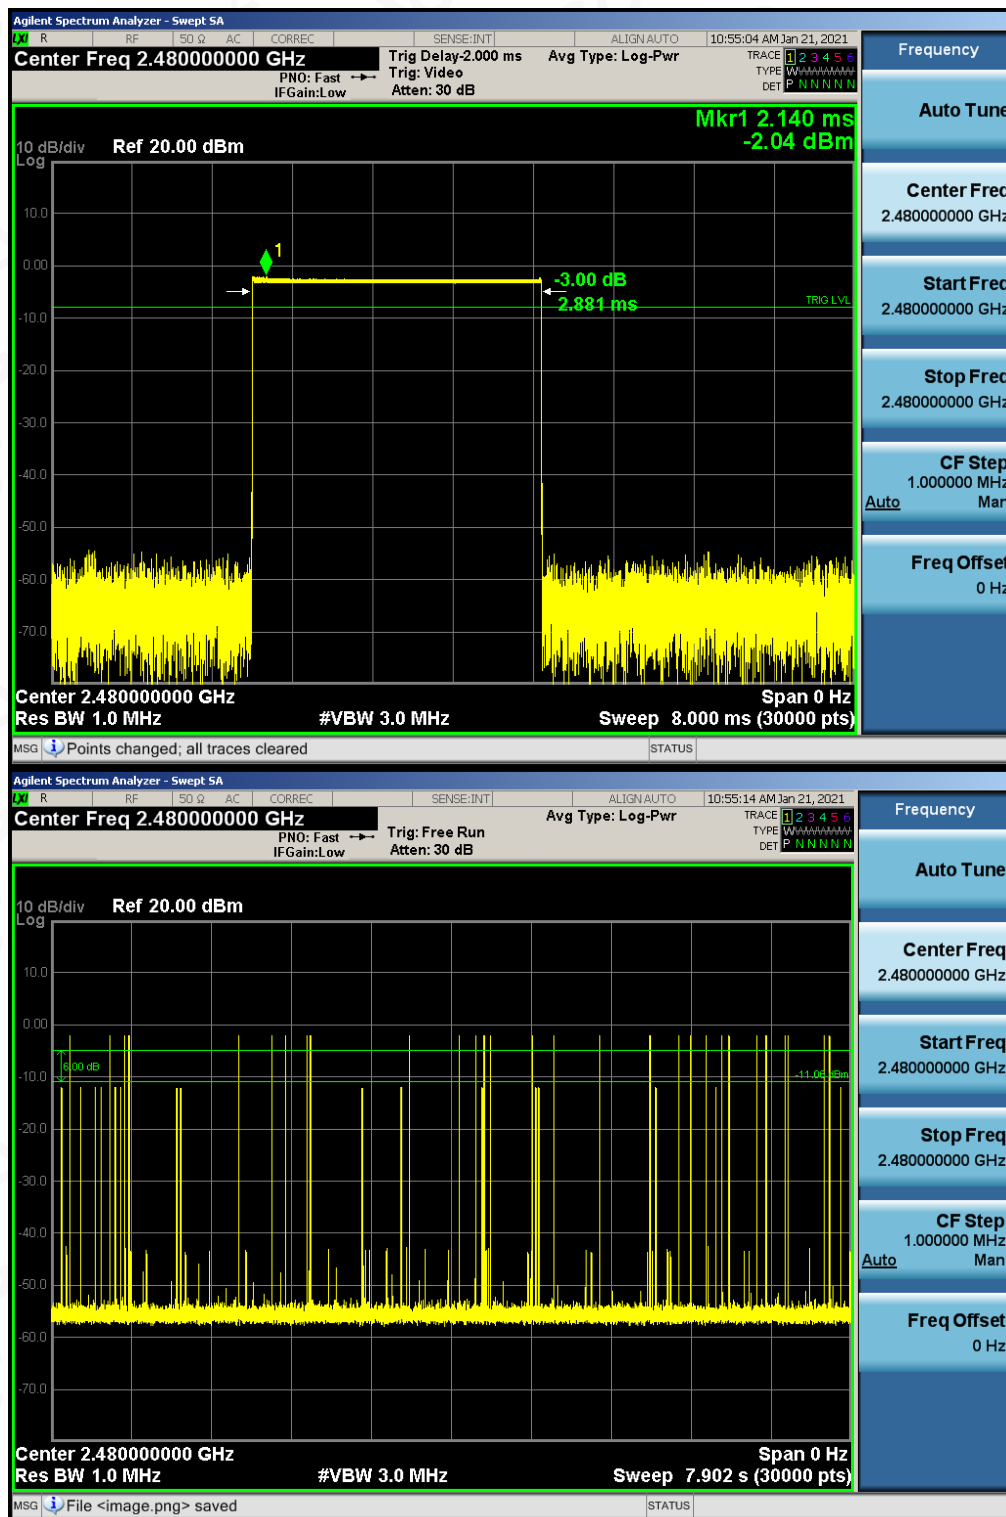 Agilent Spectrum Analyzer - Swept SA
LXI R RF 50 Ω AC CORREC SENSE:INT ALIGN AUTO 10:55:04 AM Jan 21, 2021
Center Freq 2.480000000 GHz
Trig Delay-2.000 ms Avg Type: Log-Pwr TRACE 1 2 3 4 5 6
PNO: Fast Trig: Video TYPE
IFGain:Low Atten: 30 dB DET P N N N N N
Frequency
Mkr1 2.140 ms
-2.04 dBm
10 dB/div Ref 20.00 dBm
Log
10.0
0.00
-10.0
-20.0
-30.0
-40.0
-50.0
-60.0
-70.0
1
-3.00 dB
2.881 ms
TRIG LVL
Center 2.480000000 GHz Span 0 Hz
Res BW 1.0 MHz #VBW 3.0 MHz Sweep 8.000 ms (30000 pts)
MSG Points changed; all traces cleared STATUS
Auto Tune
Center Freq
2.480000000 GHz
Start Freq
2.480000000 GHz
Stop Freq
2.480000000 GHz
CF Step
1.000000 MHz
Auto Man
Freq Offset
0 Hz
Agilent Spectrum Analyzer - Swept SA
LXI R RF 50 Ω AC CORREC SENSE:INT ALIGN AUTO 10:55:14 AM Jan 21, 2021
Center Freq 2.480000000 GHz
Avg Type: Log-Pwr TRACE 1 2 3 4 5 6
PNO: Fast Trig: Free Run TYPE
IFGain:Low Atten: 30 dB DET P N N N N N
Frequency
10 dB/div Ref 20.00 dBm
Log
10.0
0.00
-10.0
-20.0
-30.0
-40.0
-50.0
-60.0
-70.0
6.00 dB
-11.06 dBm
Center 2.480000000 GHz Span 0 Hz
Res BW 1.0 MHz #VBW 3.0 MHz Sweep 7.902 s (30000 pts)
MSG File <image.png> saved STATUS
Auto Tune
Center Freq
2.480000000 GHz
Start Freq
2.480000000 GHz
Stop Freq
2.480000000 GHz
CF Step
1.000000 MHz
Auto Man
Freq Offset
0 Hz